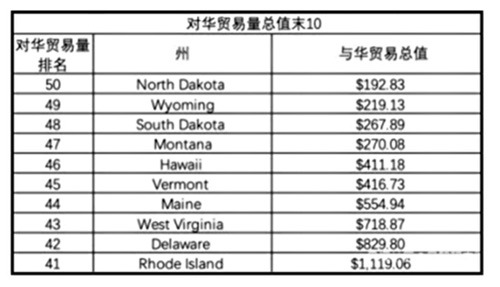 对华贸易量总值末10
对华贸易量排名 州 与华贸易总值
50 North Dakota $192.83
49 Wyoming $219.13
48 South Dakota $267.89
47 Montana $270.08
46 Hawaii $411.18
45 Vermont $416.73
44 Maine $554.94
43 West Virginia $718.87
42 Delaware $829.80
41 Rhode Island $1,119.06